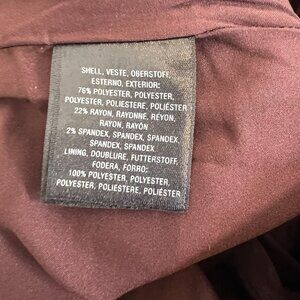 SHELL, VESTE, OBERSTOFF,
ESTERNO, EXTERIOR:
76% POLYESTER, POLYESTER,
POLYESTER, POLIESTERE, POLIÉSTER
22% RAYON, RAYONNE, REYON,
RAYON, RAYÓN
2% SPANDEX, SPANDEX, SPANDEX,
SPANDEX, SPANDEX
LINING, DOUBLURE, FUTTERSTOFF,
FODERA, FORRO:
100% POLYESTER, POLYESTER
POLYESTER, POLIESTERE, POLIÉSTER